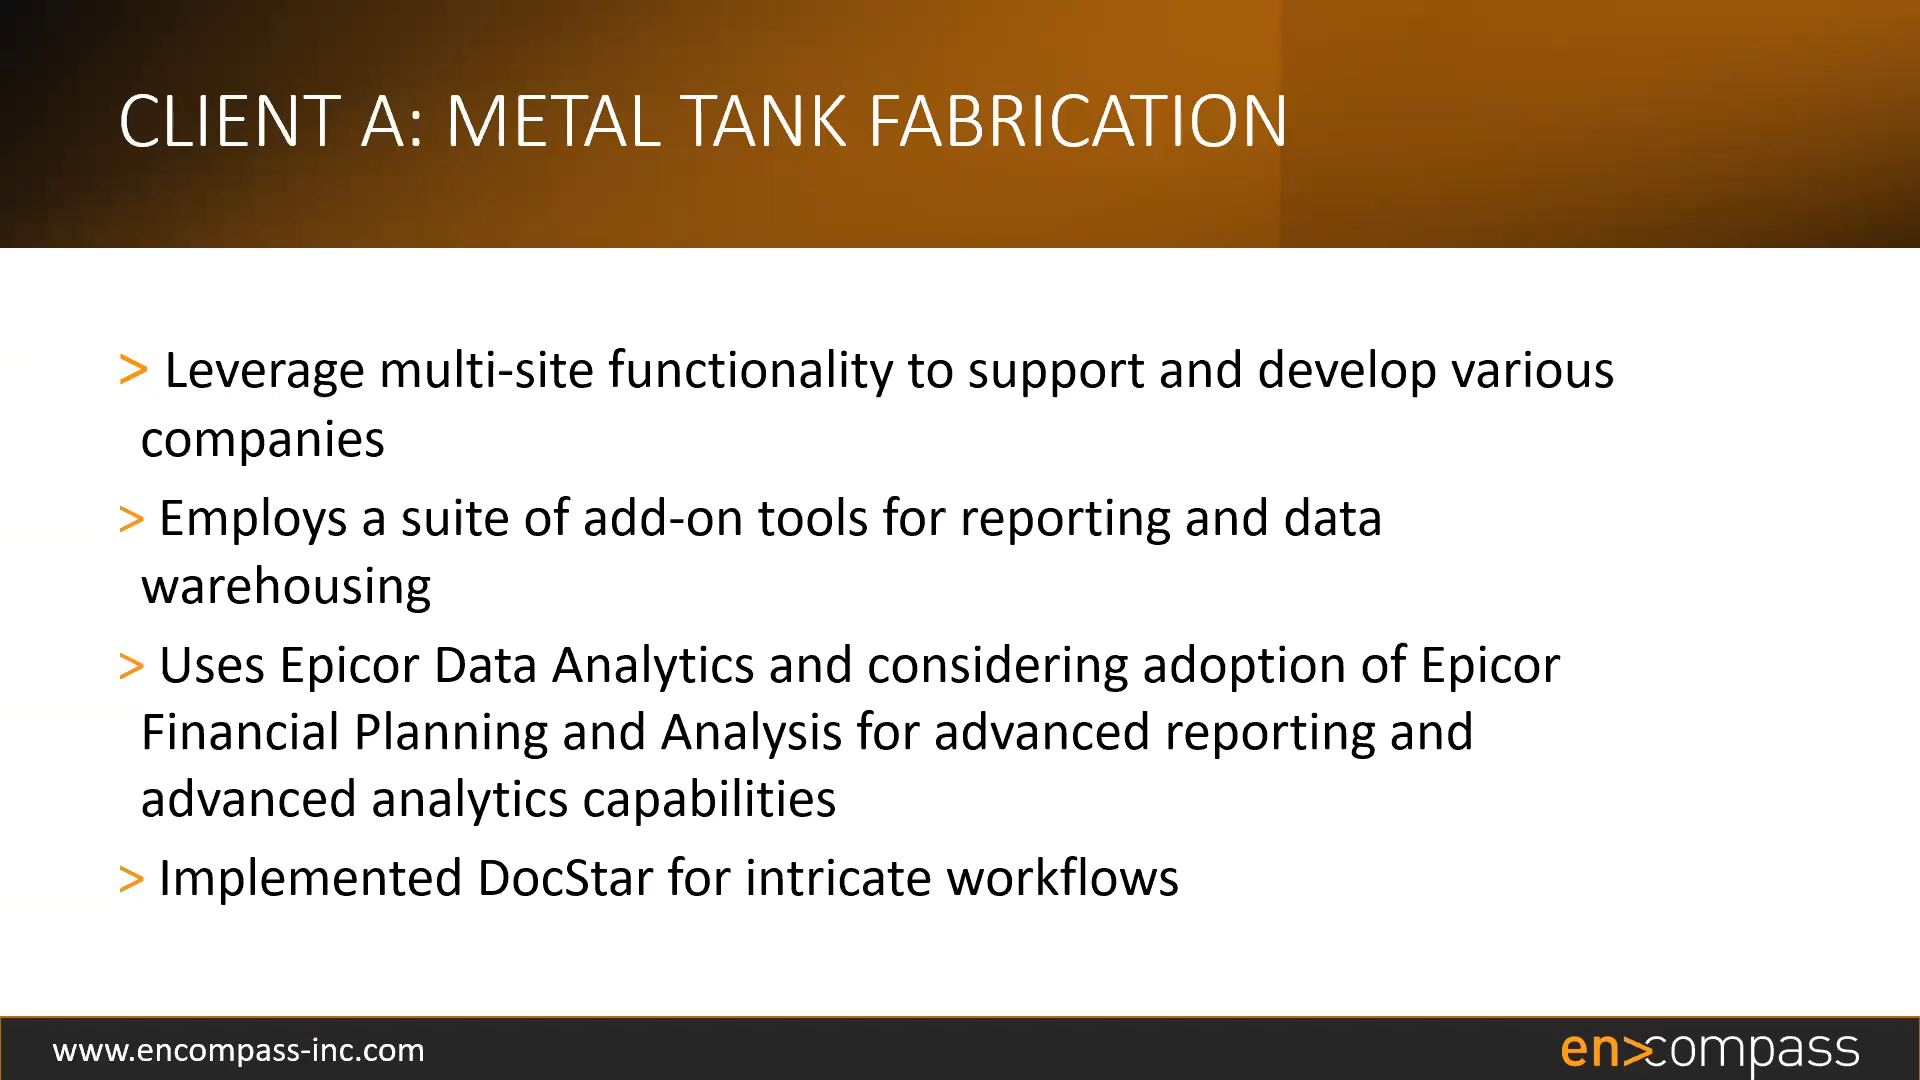 CLIENT A: METAL TANK FABRICATION
> Leverage multi-site functionality to support and develop various
companies
> Employs a suite of add-on tools for reporting and data
warehousing
> Uses Epicor Data Analytics and considering adoption of Epicor
Financial Planning and Analysis for advanced reporting and
advanced analytics capabilities
> Implemented DocStar for intricate workflows
www.encompass-inc.com
en>compass